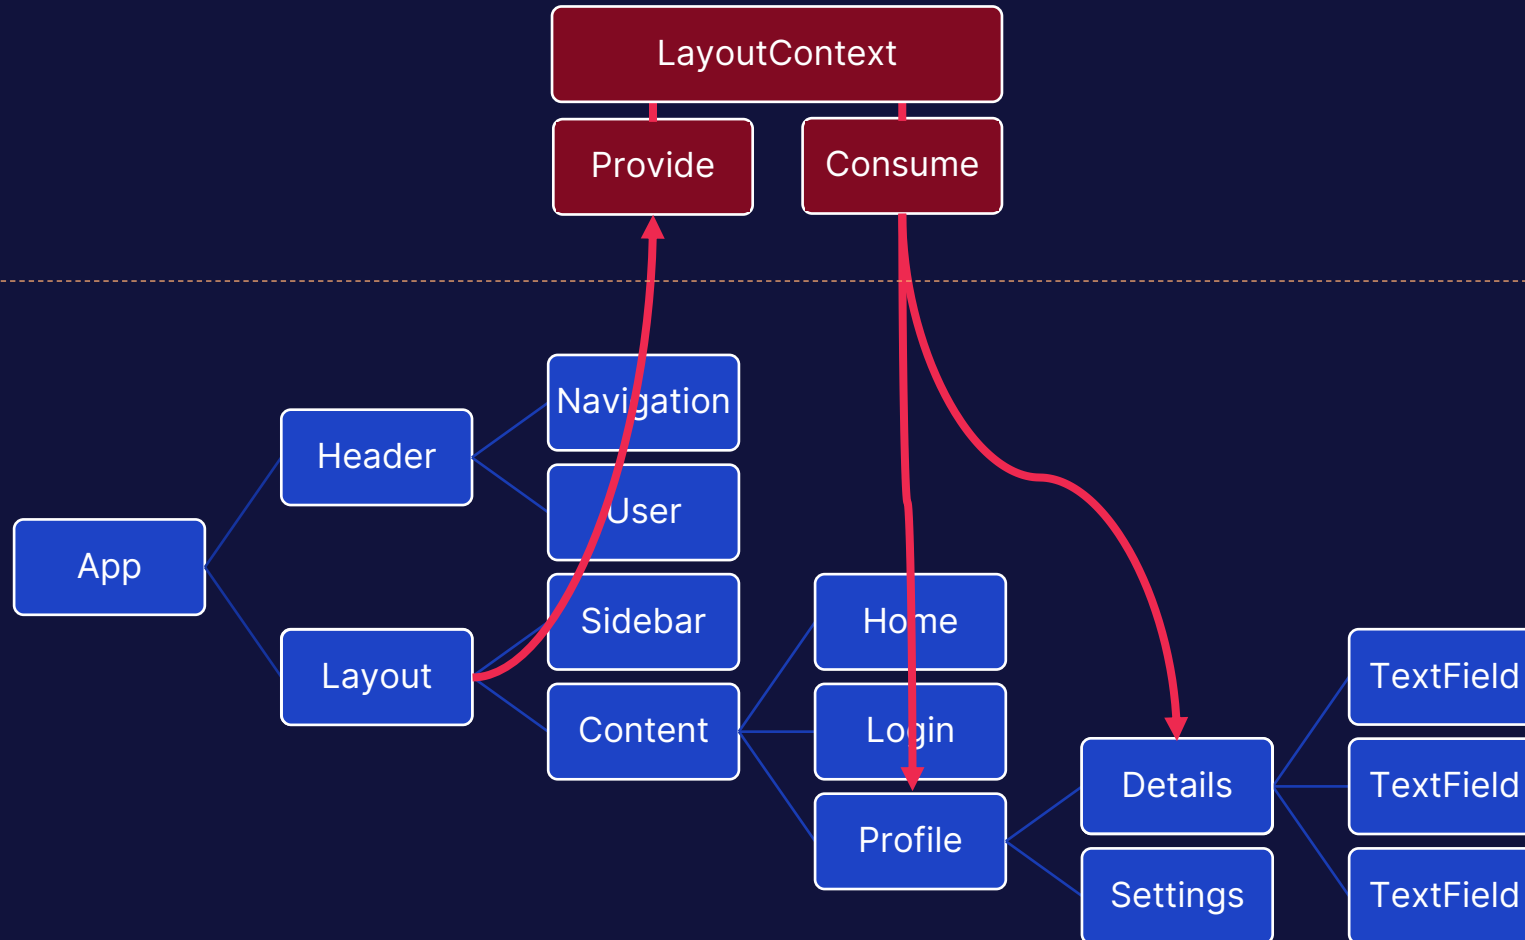 LayoutContext
Provide
Consume
Navigation
Header
User
App
Sidebar
Home
Layout
TextField
Content
Login
Details
TextField
Profile
Settings
TextField